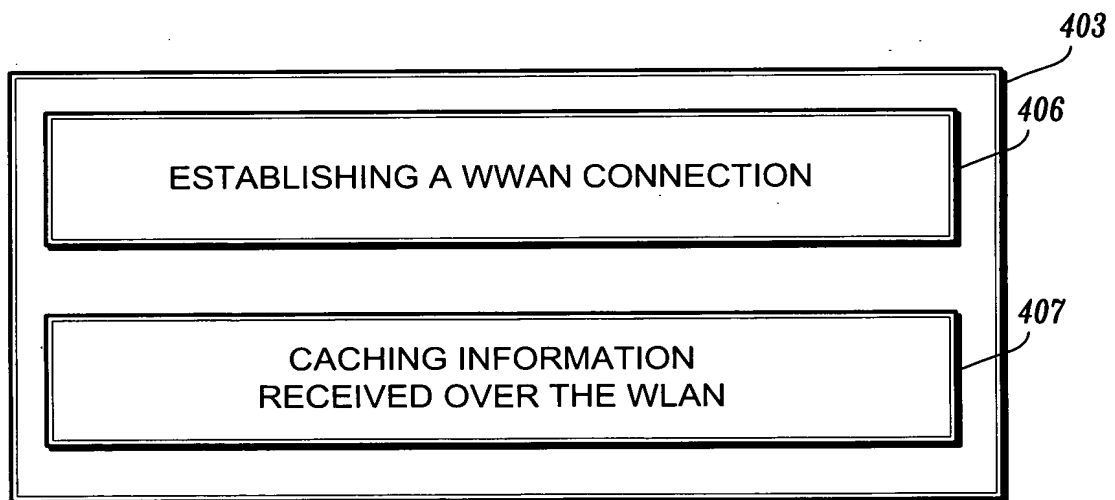 403
406
ESTABLISHING A WWAN CONNECTION
407
CACHING INFORMATION
RECEIVED OVER THE WLAN